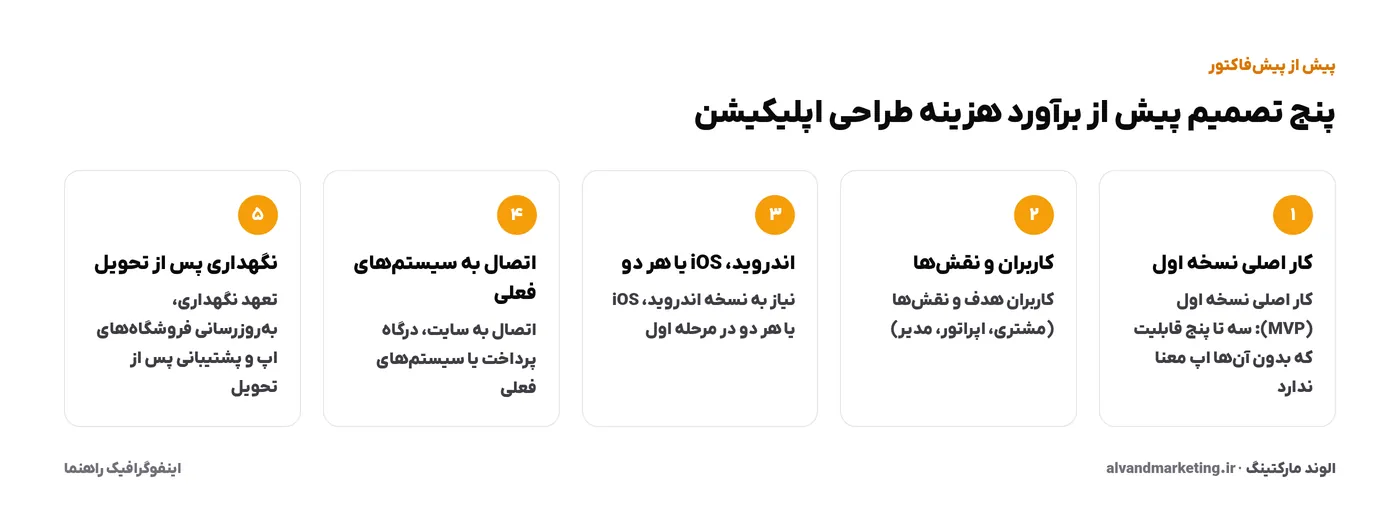 پیش از پیش‌فاکتور
پنج تصمیم پیش از برآورد هزینه طراحی اپلیکیشن
۱
کار اصلی نسخه اول
کار اصلی نسخه اول
(MVP): سه تا پنج قابلیت
که بدون آن‌ها اپ معنا
ندارد
۲
کاربران و نقش‌ها
کاربران هدف و نقش‌ها
(مشتری، اپراتور، مدیر)
۳
اندروید، iOS یا هر دو
نیاز به نسخه اندروید، iOS
یا هر دو در مرحله اول
۴
اتصال به سیستم‌های
فعلی
اتصال به سایت، درگاه
پرداخت یا سیستم‌های
فعلی
۵
نگهداری پس از تحویل
تعهد نگهداری،
به‌روزرسانی فروشگاه‌های
اپ و پشتیبانی پس از
تحویل
الوند مارکتینگ · alvandmarketing.ir
اینفوگرافیک راهنما